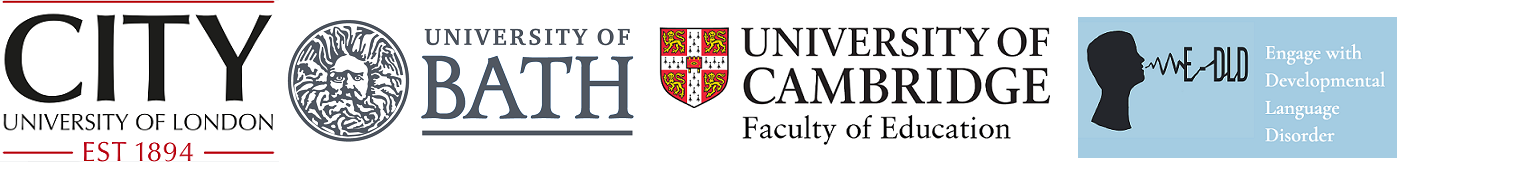 CITY
UNIVERSITY OF LONDON
EST 1894
UNIVERSITY OF
BATH
UNIVERSITY OF
CAMBRIDGE
Faculty of Education
E-DLD
Engage with
Developmental
Language
Disorder